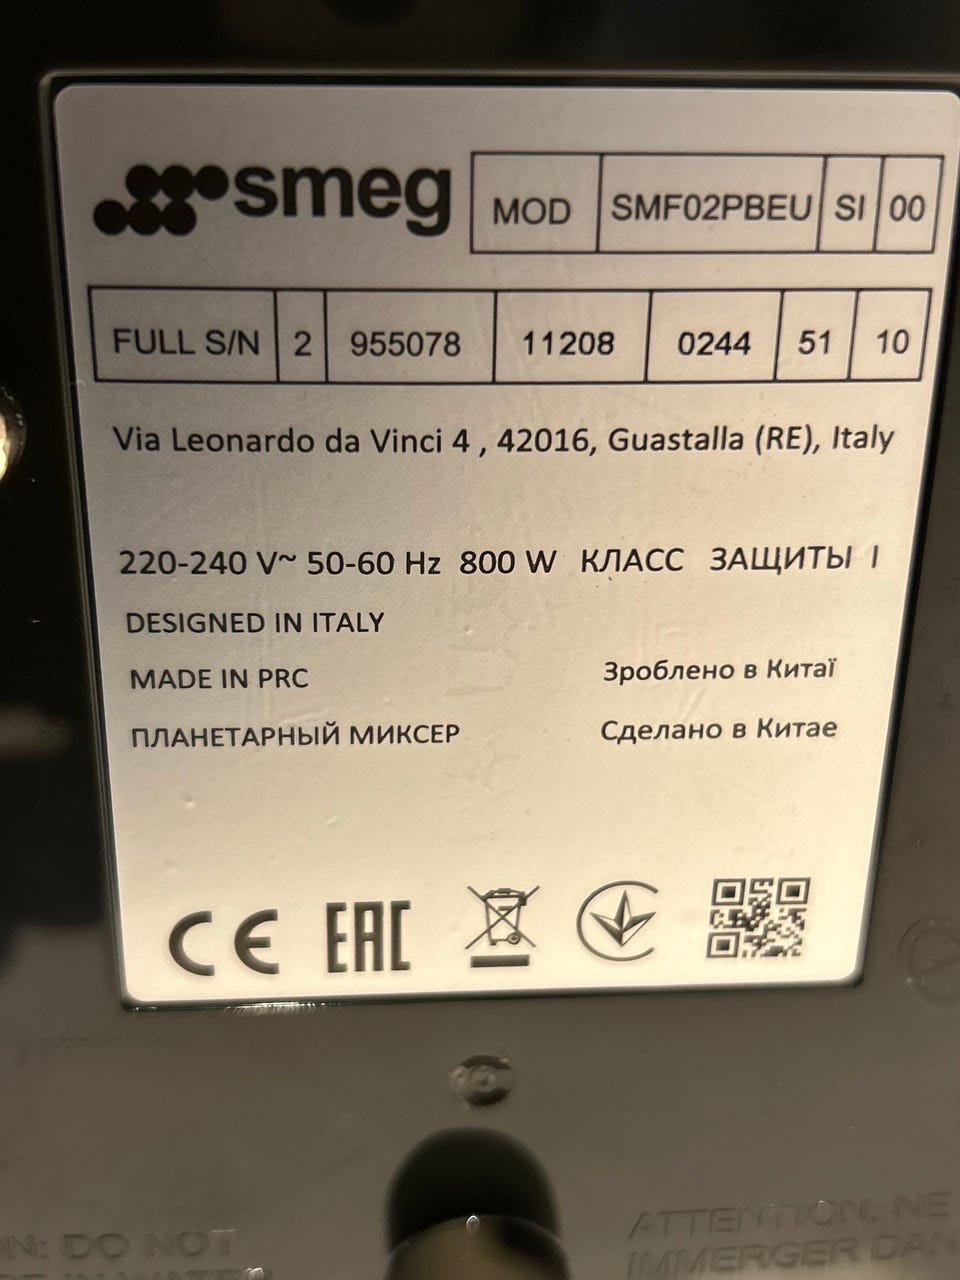 smeg MOD SMF02PBEU SI 00
FULL S/N 2 955078 11208 0244 51 10
Via Leonardo da Vinci 4 , 42016, Guastalla (RE), Italy
220-240 V~ 50-60 Hz 800 W КЛАСС ЗАЩИТЫ I
DESIGNED IN ITALY
MADE IN PRC Зроблено в Китаї
ПЛАНЕТАРНЫЙ МИКСЕР Сделано в Китае
CE EAC
N: DO NOT
ATTENTION: NE
IMMERGER DAN